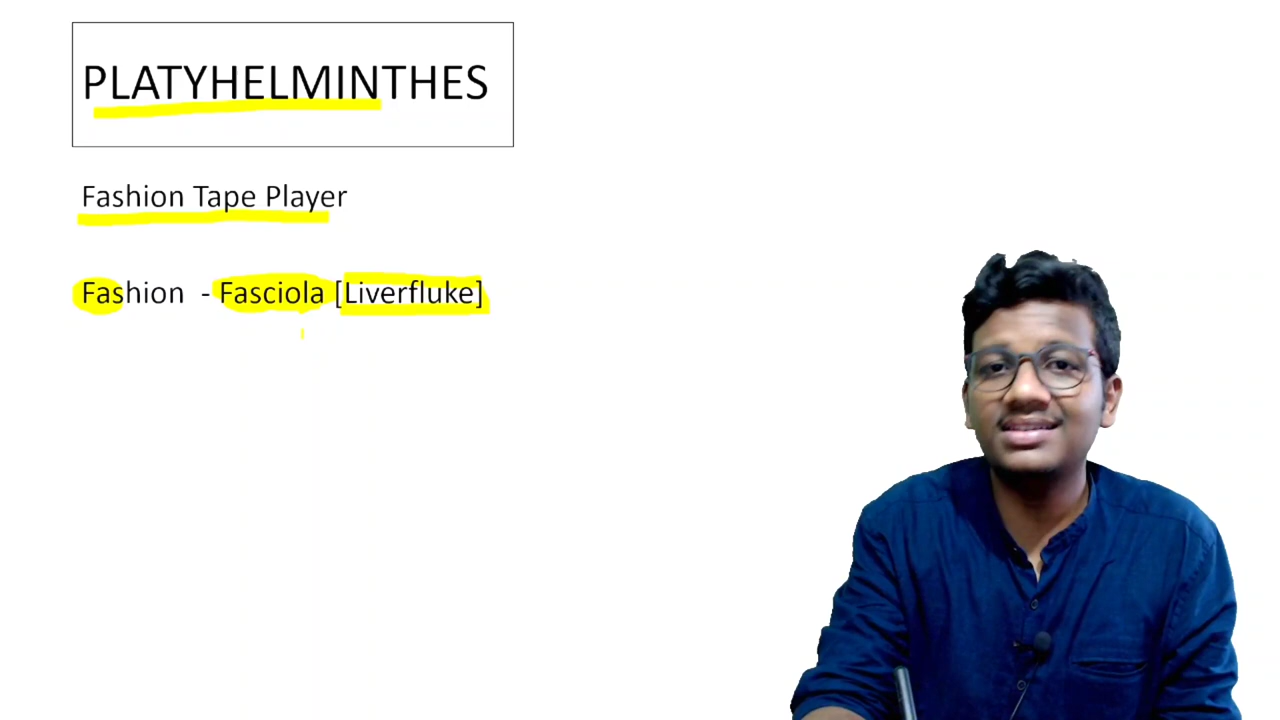 PLATYHELMINTHES
Fashion Tape Player
Fashion - Fasciola [Liverfluke]